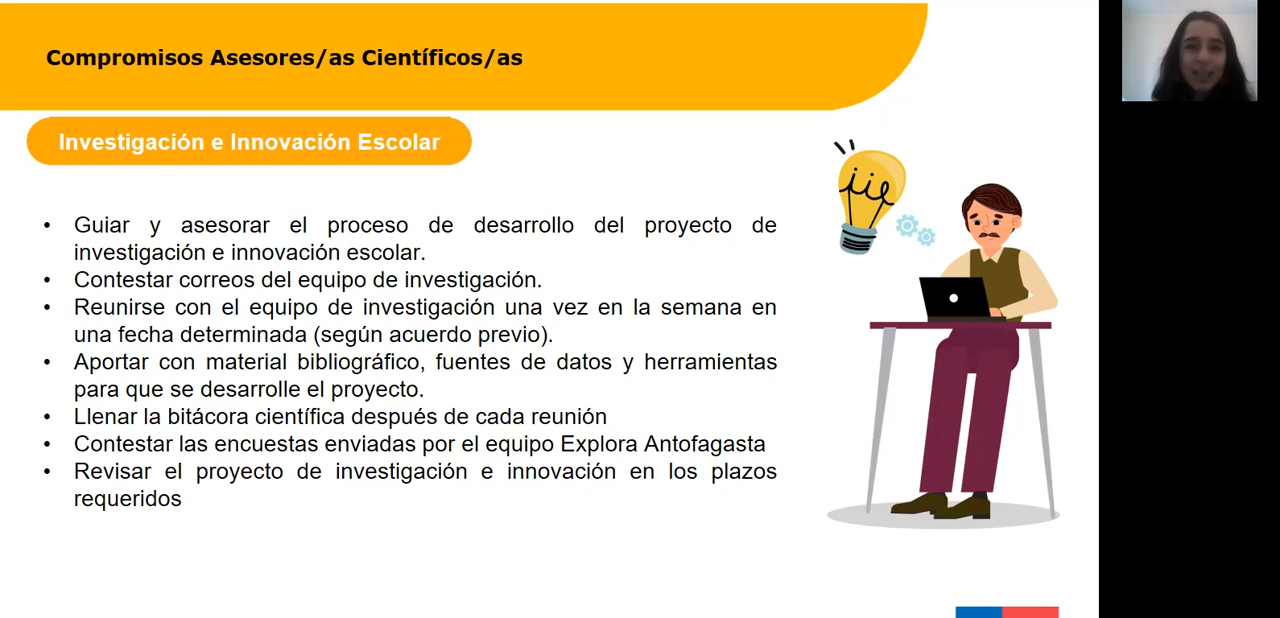 Compromisos Asesores/as Científicos/as
Investigación e Innovación Escolar
• Guiar y asesorar el proceso de desarrollo del proyecto de
investigación e innovación escolar.
• Contestar correos del equipo de investigación.
• Reunirse con el equipo de investigación una vez en la semana en
una fecha determinada (según acuerdo previo).
• Aportar con material bibliográfico, fuentes de datos y herramientas
para que se desarrolle el proyecto.
• Llenar la bitácora científica después de cada reunión
• Contestar las encuestas enviadas por el equipo Explora Antofagasta
• Revisar el proyecto de investigación e innovación en los plazos
requeridos
iie